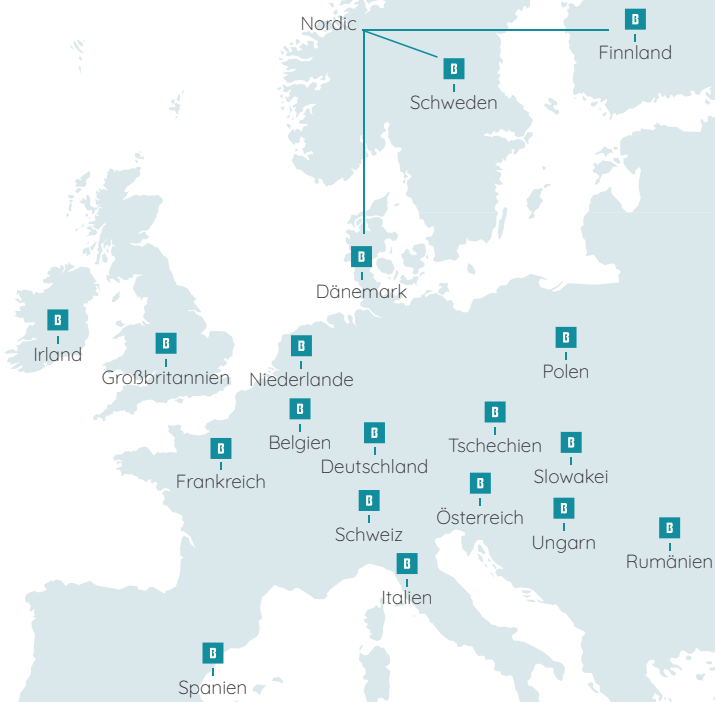 Nordic
Finnland
Schweden
Dänemark
Irland
Großbritannien
Niederlande
Polen
Belgien
Tschechien
Deutschland
Slowakei
Frankreich
Österreich
Schweiz
Ungarn
Rumänien
Italien
Spanien